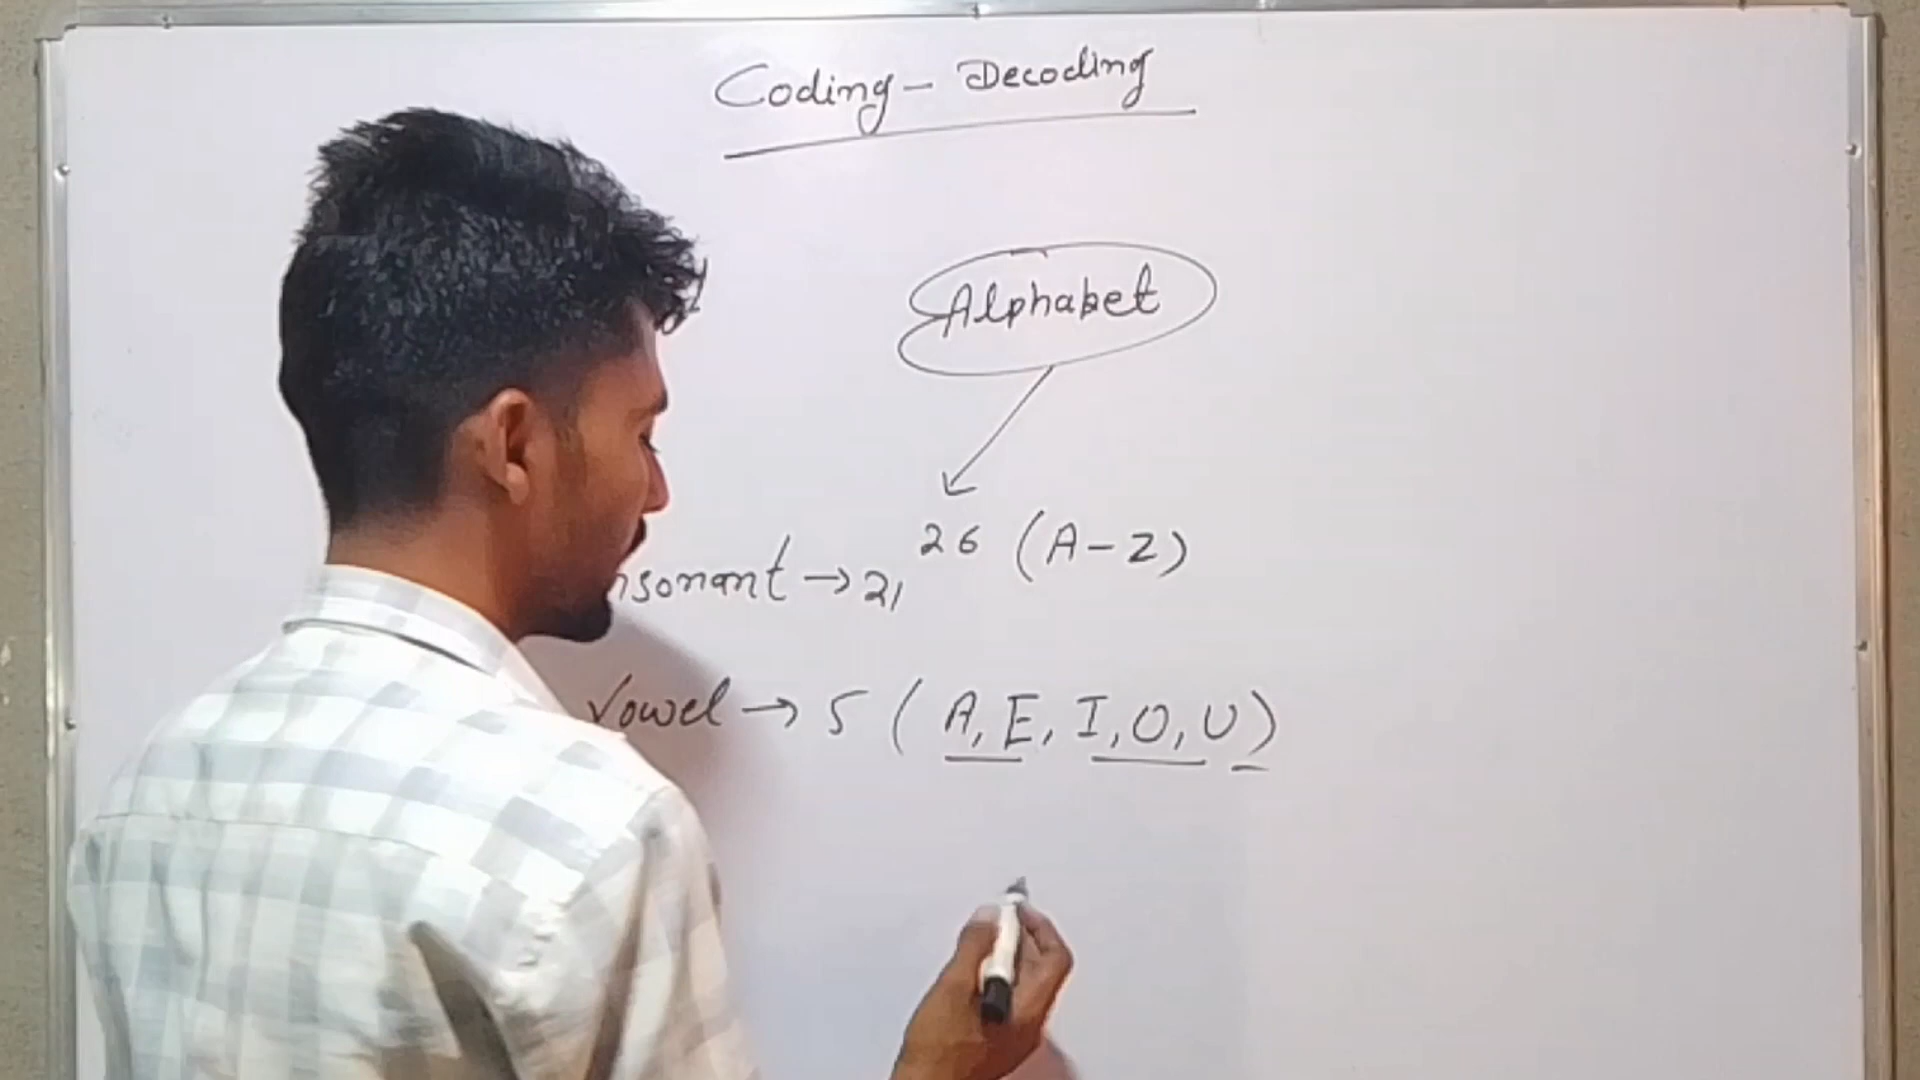 Coding - Decoding
Alphabet
26 (A-Z)
nsonant → 21
Vowel → 5 (A, E, I, O, U)